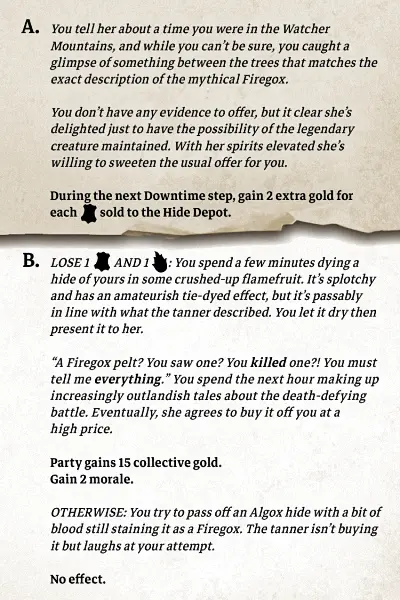 A. You tell her about a time you were in the Watcher
Mountains, and while you can't be sure, you caught a
glimpse of something between the trees that matches the
exact description of the mythical Firegox.
You don't have any evidence to offer, but it clear she's
delighted just to have the possibility of the legendary
creature maintained. With her spirits elevated she's
willing to sweeten the usual offer for you.
During the next Downtime step, gain 2 extra gold for
each sold to the Hide Depot.
B. LOSE 1 AND 1 : You spend a few minutes dying a
hide of yours in some crushed-up flamefruit. It's splotchy
and has an amateurish tie-dyed effect, but it's passably
in line with what the tanner described. You let it dry then
present it to her.
“A Firegox pelt? You saw one? You killed one?! You must
tell me everything.” You spend the next hour making up
increasingly outlandish tales about the death-defying
battle. Eventually, she agrees to buy it off you at a
high price.
Party gains 15 collective gold.
Gain 2 morale.
OTHERWISE: You try to pass off an Algox hide with a bit of
blood still staining it as a Firegox. The tanner isn't buying
it but laughs at your attempt.
No effect.